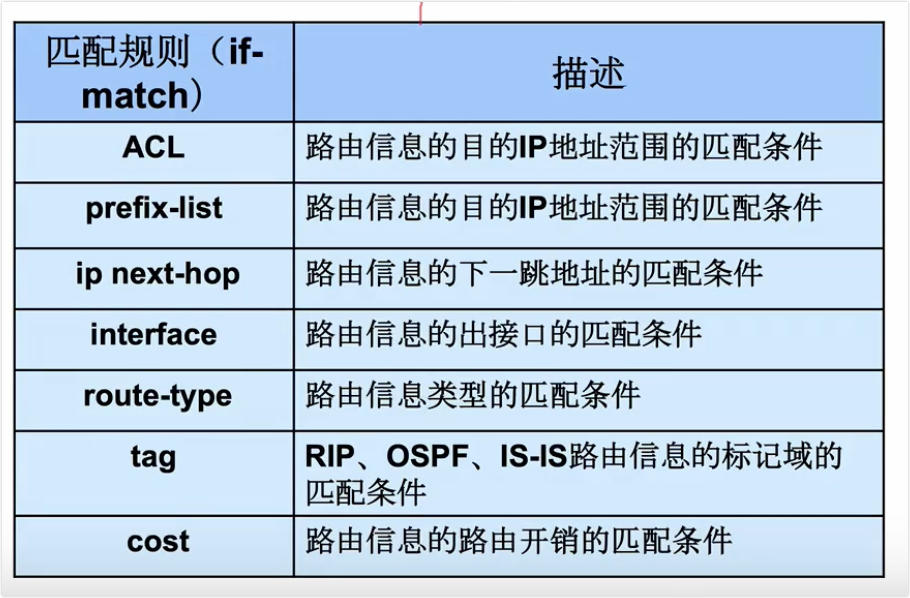 匹配规则（if-
match）
描述
ACL
路由信息的目的IP地址范围的匹配条件
prefix-list
路由信息的目的IP地址范围的匹配条件
ip next-hop
路由信息的下一跳地址的匹配条件
interface
路由信息的出接口的匹配条件
route-type
路由信息类型的匹配条件
tag
RIP、OSPF、IS-IS路由信息的标记域的
匹配条件
cost
路由信息的路由开销的匹配条件